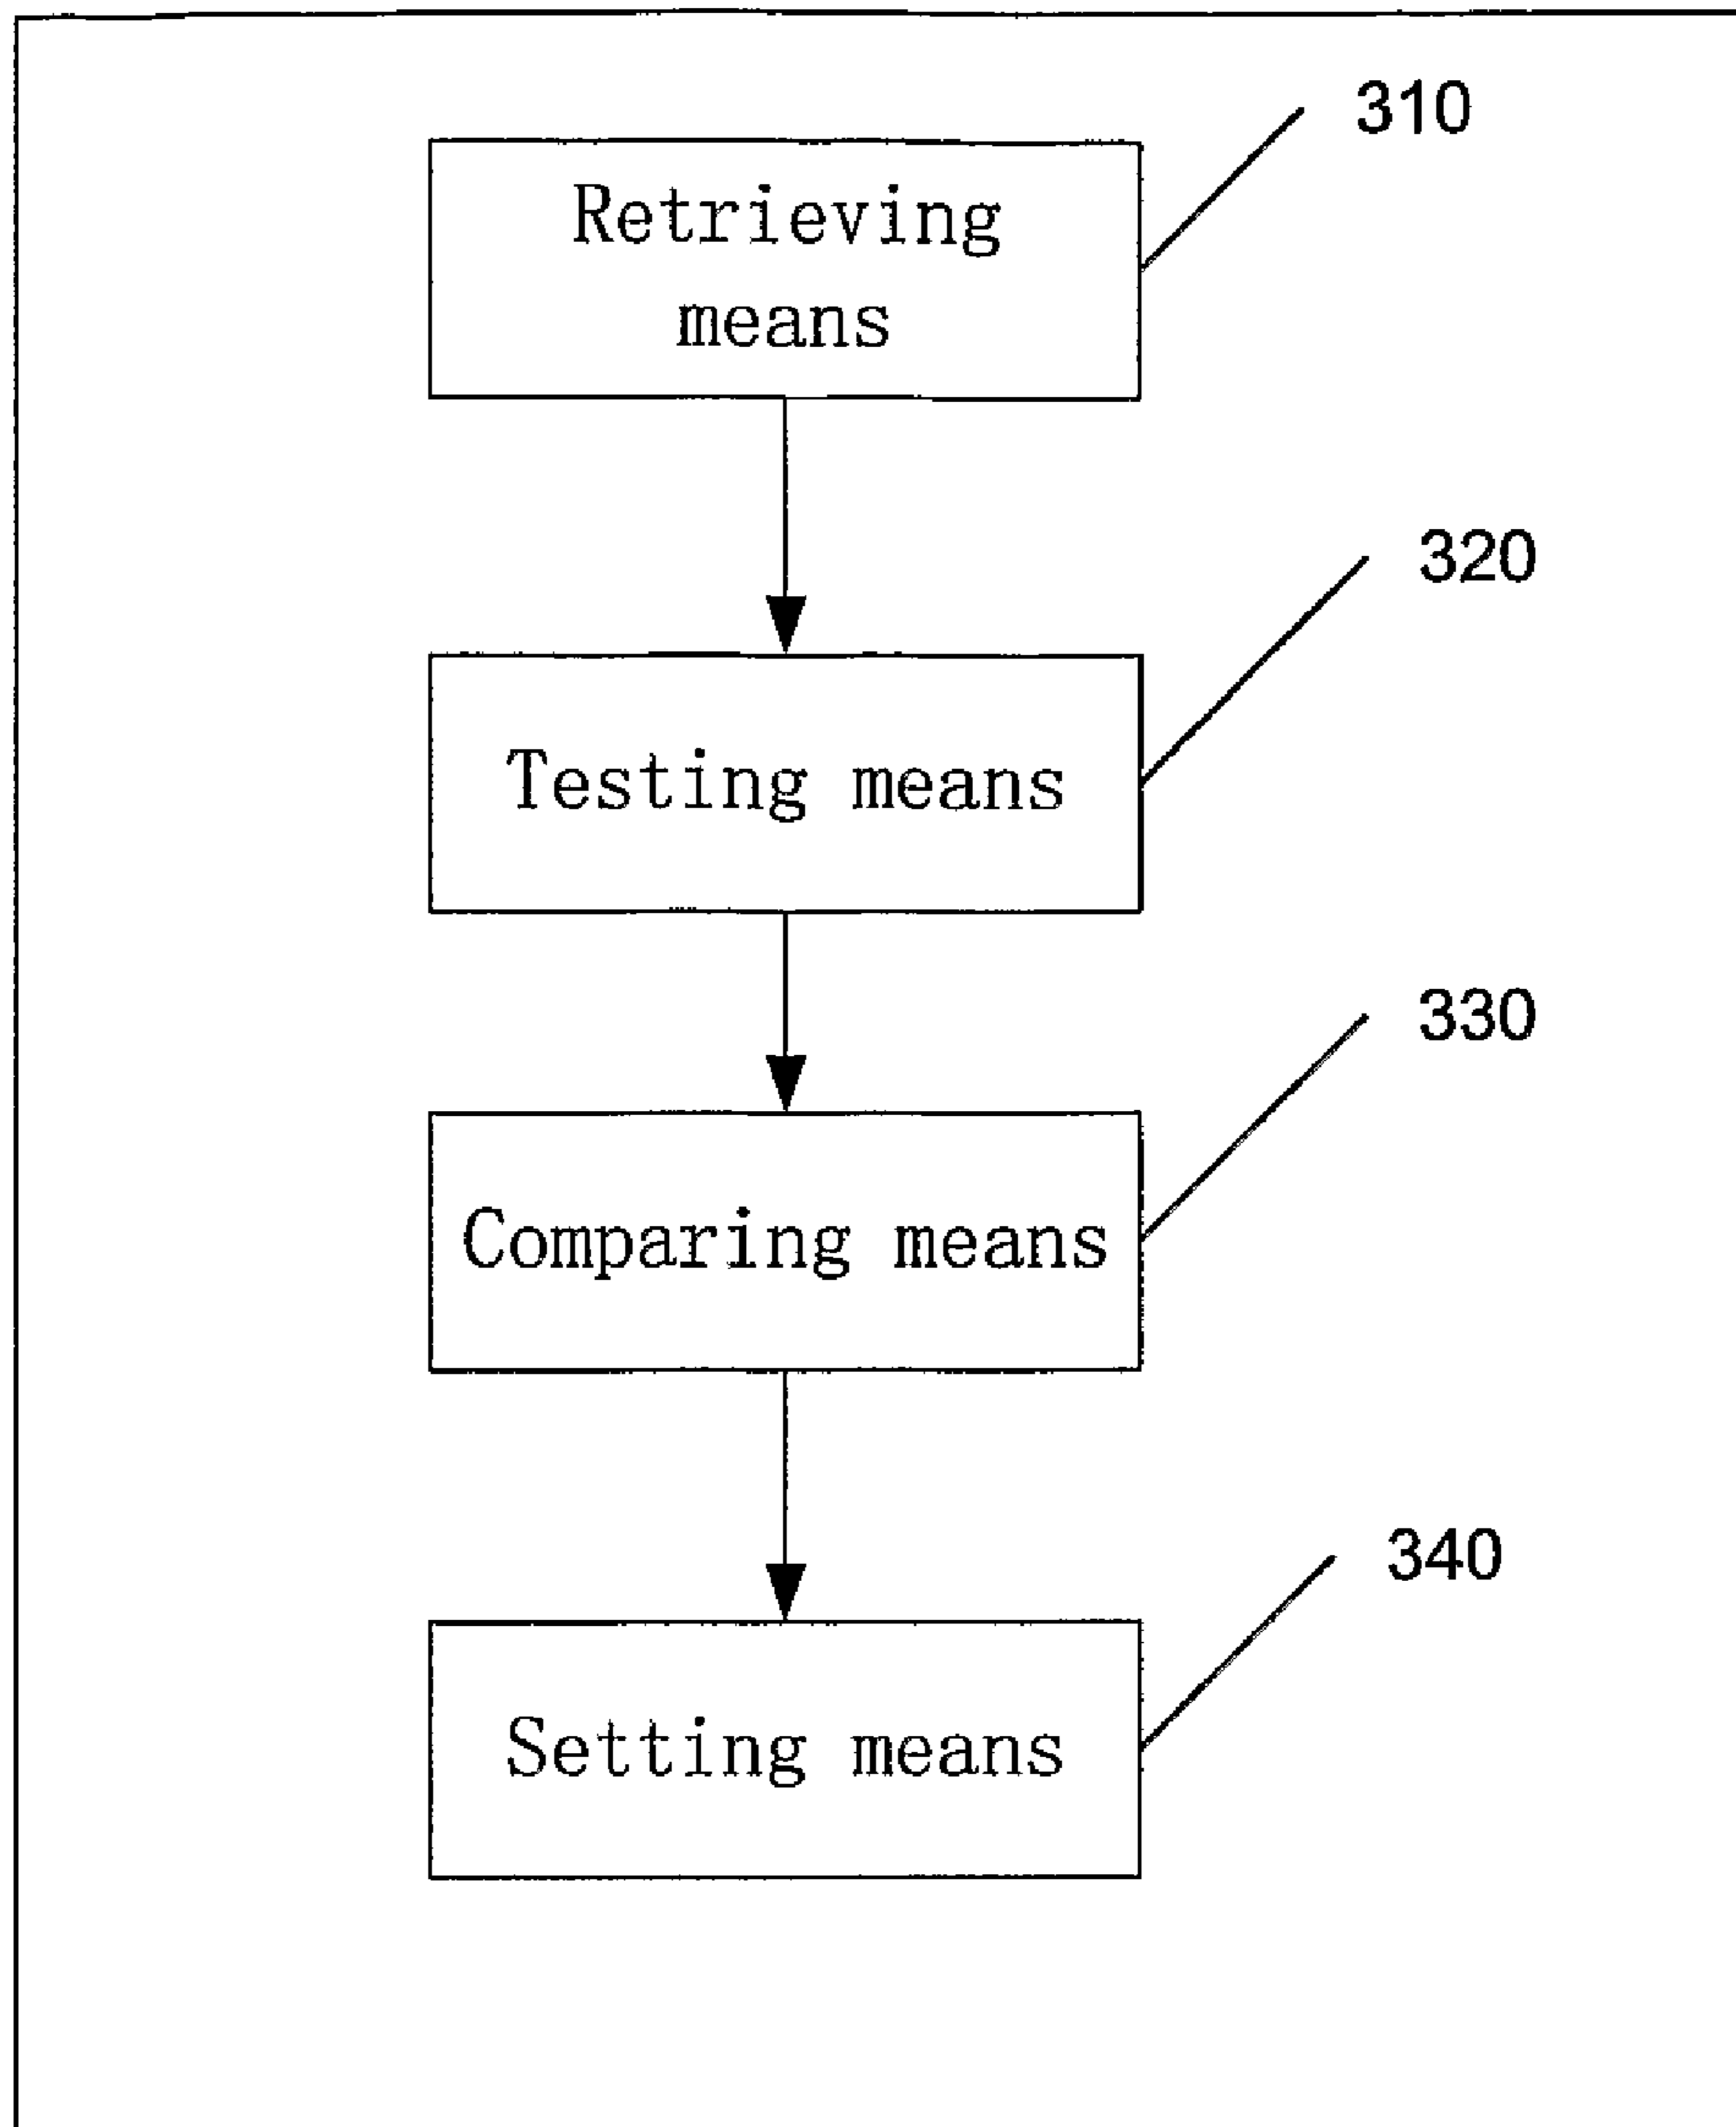 310
Retrieving
means
320
Testing means
330
Comparing means
340
Setting means